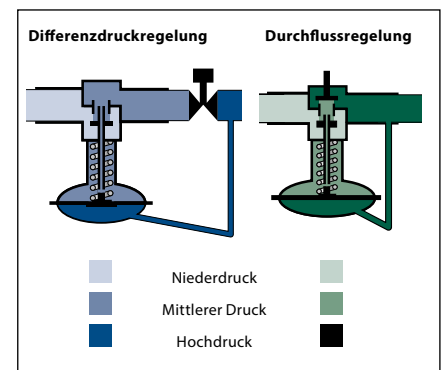 Differenzdruckregelung
Durchflussregelung
Niederdruck
Mittlerer Druck
Hochdruck